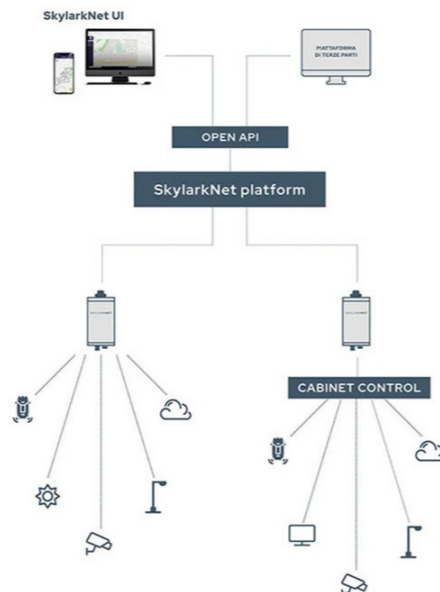 SkylarkNet UI
PIATTAFORMA
DI TERZE PARTI
OPEN API
SkylarkNet platform
CABINET CONTROL